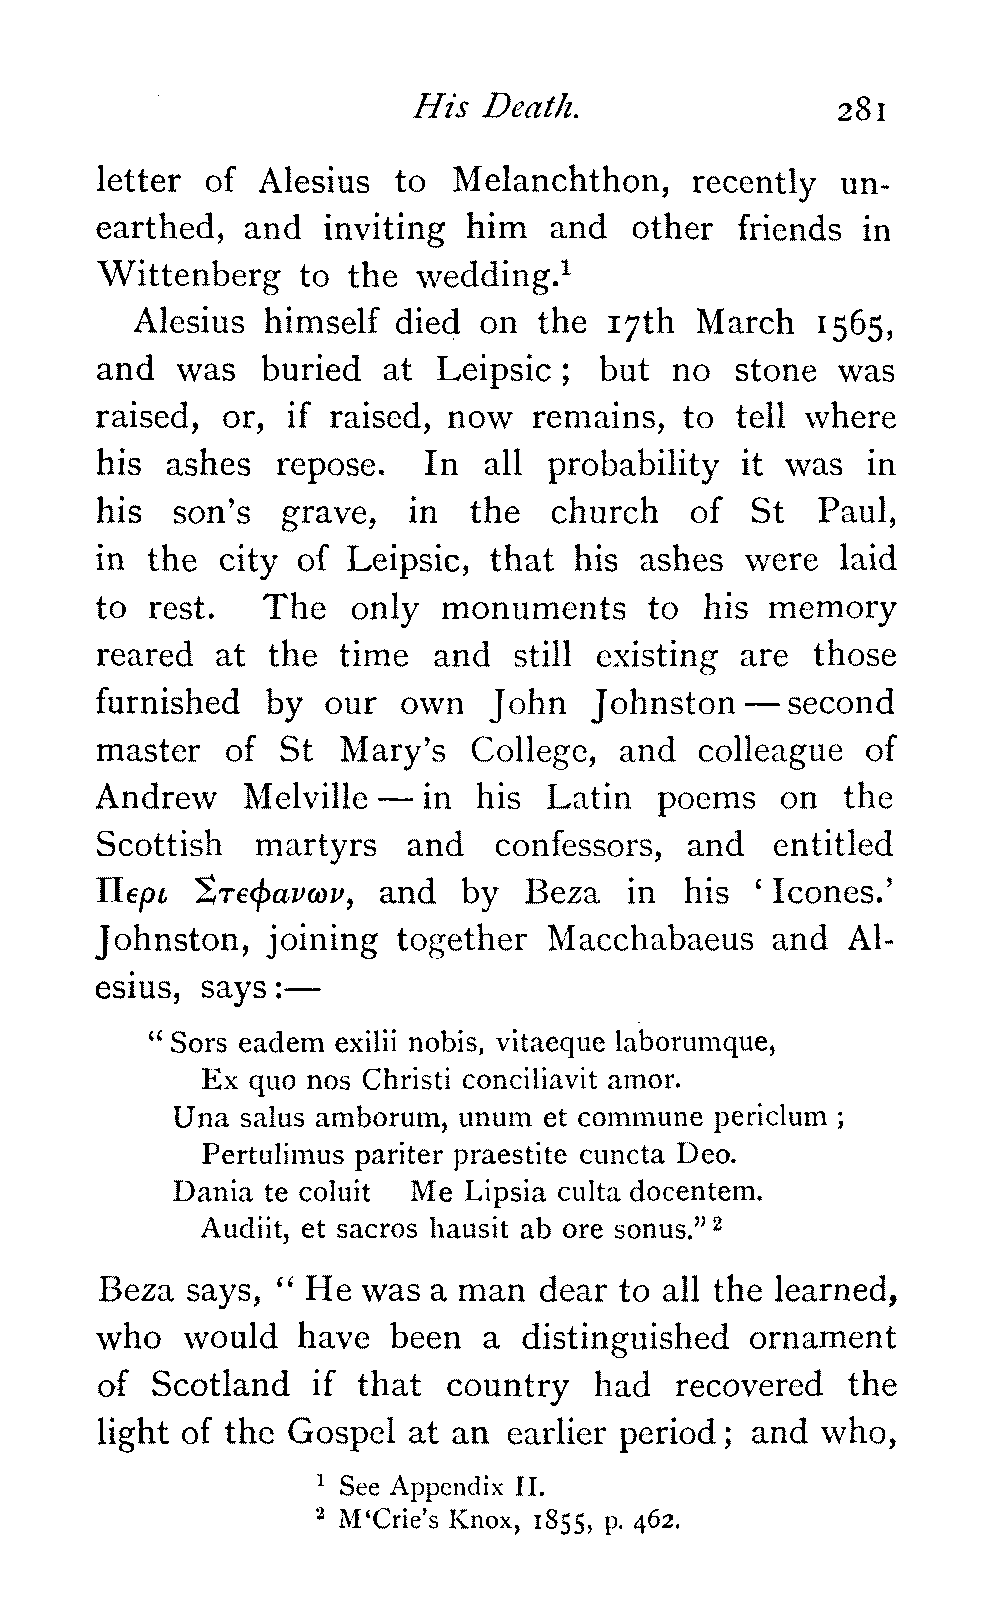 His Death. 281
letter of Alesius to Melanchthon, recently un-
earthed, and inviting him and other friends in
Wittenberg to the wedding.¹
Alesius himself died on the 17th March 1565,
and was buried at Leipsic; but no stone was
raised, or, if raised, now remains, to tell where
his ashes repose. In all probability it was in
his son's grave, in the church of St Paul,
in the city of Leipsic, that his ashes were laid
to rest. The only monuments to his memory
reared at the time and still existing are those
furnished by our own John Johnston — second
master of St Mary's College, and colleague of
Andrew Melville — in his Latin poems on the
Scottish martyrs and confessors, and entitled
Περι Στεφανων, and by Beza in his 'Icones.'
Johnston, joining together Macchabaeus and Al-
esius, says:—
"Sors eadem exilii nobis, vitaeque laborumque,
Ex quo nos Christi conciliavit amor.
Una salus amborum, unum et commune periclum;
Pertulimus pariter praestite cuncta Deo.
Dania te coluit Me Lipsia culta docentem.
Audiit, et sacros hausit ab ore sonus."²
Beza says, "He was a man dear to all the learned,
who would have been a distinguished ornament
of Scotland if that country had recovered the
light of the Gospel at an earlier period; and who,
¹ See Appendix II.
² M'Crie's Knox, 1855, p. 462.